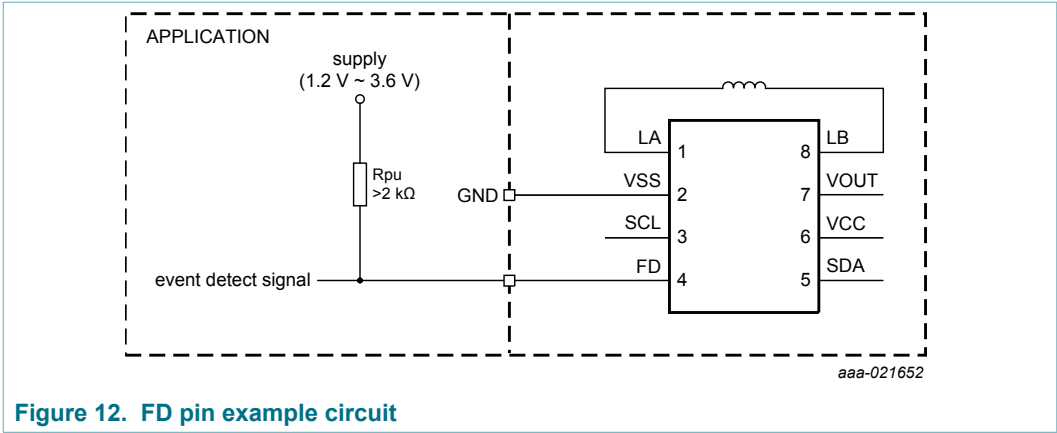 APPLICATION
supply
(1.2 V ~ 3.6 V)
Rpu
>2 kΩ
GND
event detect signal
LA
1
8
LB
VSS
2
7
VOUT
SCL
3
6
VCC
FD
4
5
SDA
aaa-021652
Figure 12. FD pin example circuit